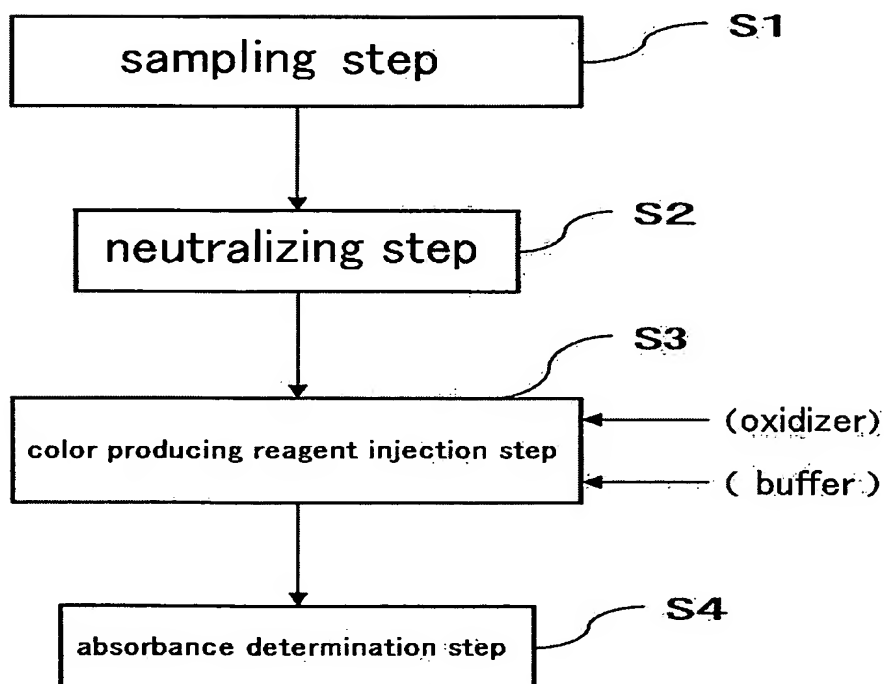 S1
sampling step
S2
neutralizing step
S3
(oxidizer)
color producing reagent injection step
( buffer )
S4
absorbance determination step